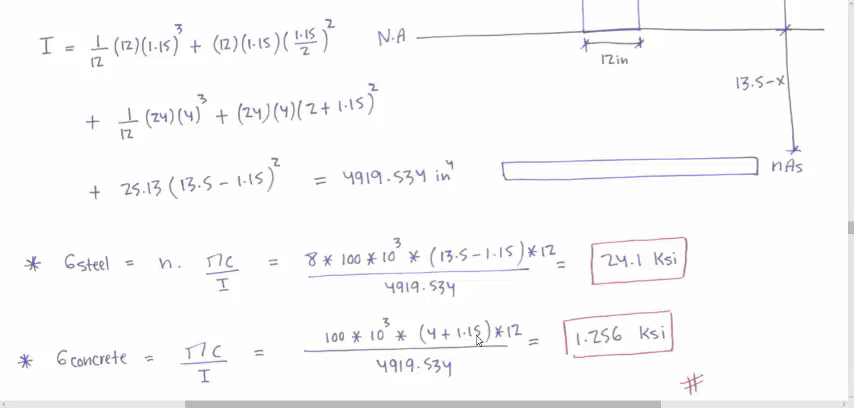 I = 1/12 (12)(1.15)^3 + (12)(1.15)(1.15/2)^2
N.A
12in
13.5-x
+ 1/12 (24)(4)^3 + (24)(4)(2+1.15)^2
+ 25.13 (13.5 - 1.15)^2 = 4919.534 in^4
nAs
* 6steel = n. Mc/I = 8 * 100 * 10^3 * (13.5 - 1.15) * 12 / 4919.534 = 24.1 Ksi
* 6concrete = Mc/I = 100 * 10^3 * (4 + 1.15) * 12 / 4919.534 = 1.256 Ksi
#